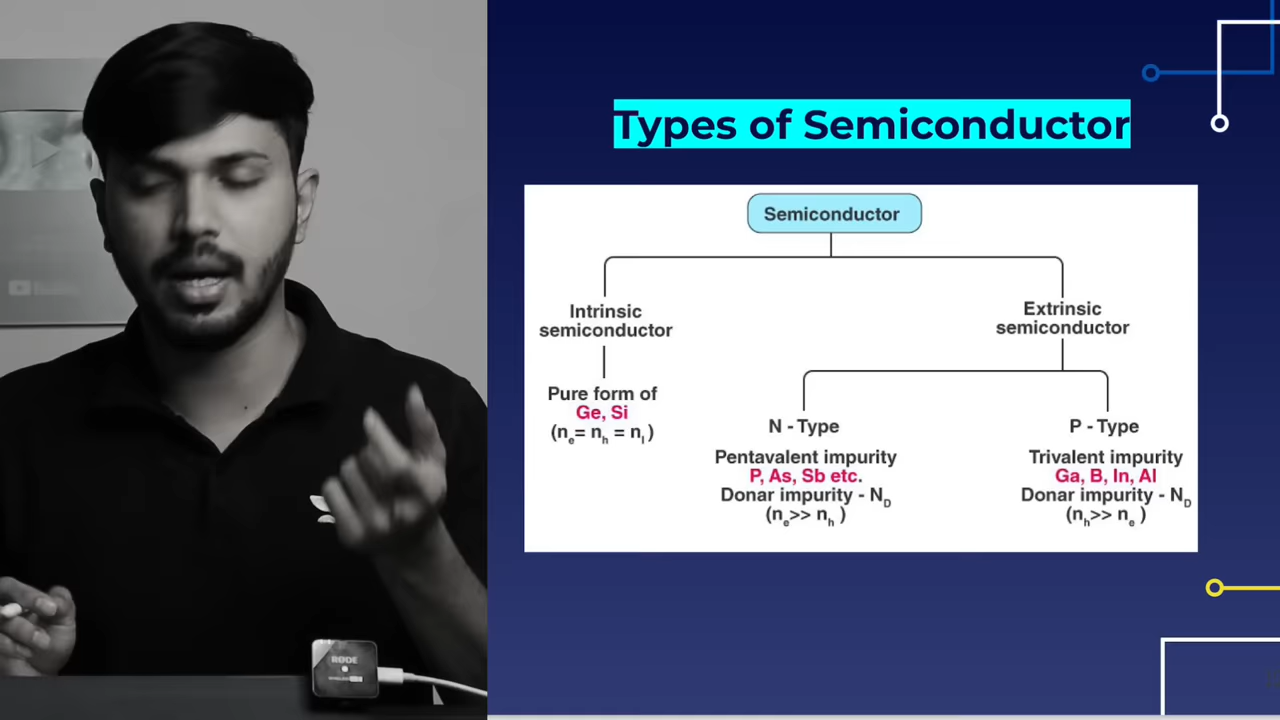 Types of Semiconductor
Semiconductor
Intrinsic
semiconductor
Pure form of
Ge, Si
(nₑ= nₕ = nᵢ)
Extrinsic
semiconductor
N - Type
Pentavalent impurity
P, As, Sb etc.
Donar impurity - N_D
(nₑ>> nₕ )
P - Type
Trivalent impurity
Ga, B, In, Al
Donar impurity - N_D
(nₕ>> nₑ )
RØDE